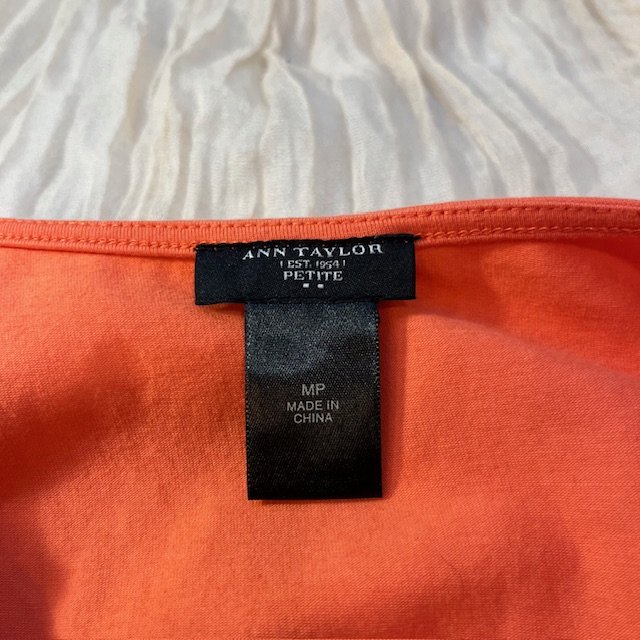 ANN TAYLOR
EST. 1954
PETITE
MP
MADE IN
CHINA